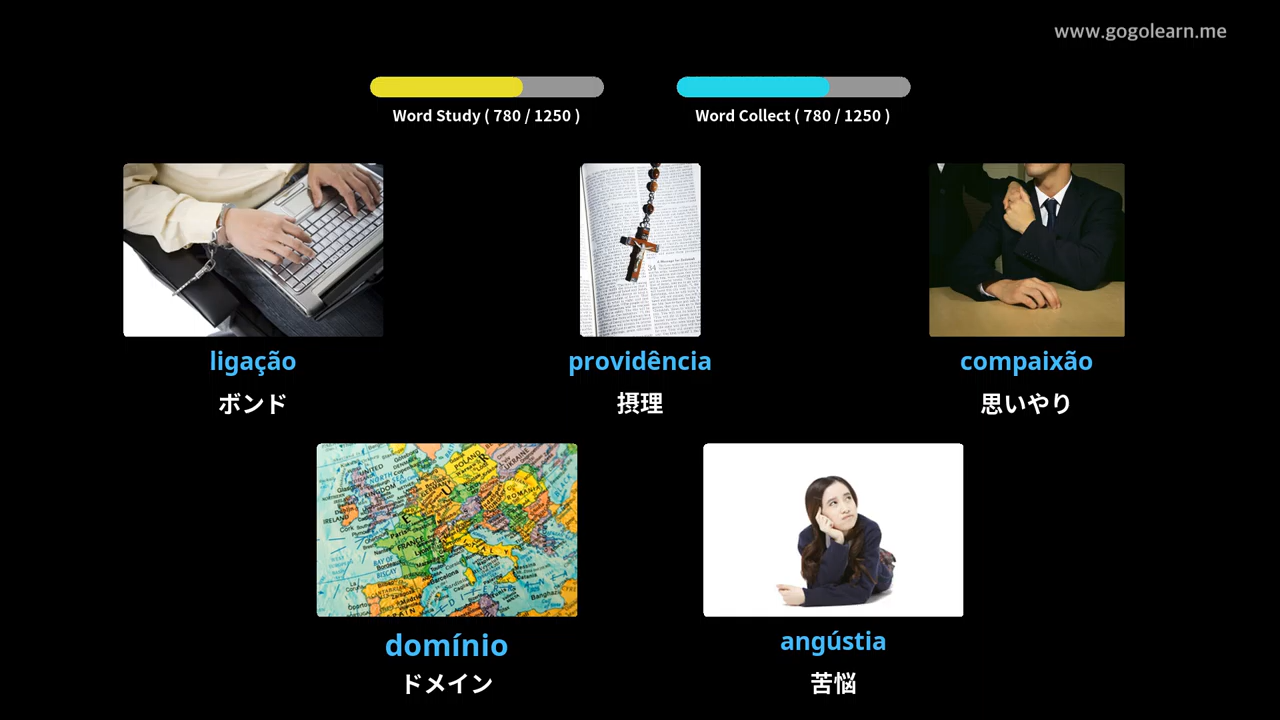 www.gogolearn.me
Word Study ( 780 / 1250 )
Word Collect ( 780 / 1250 )
ligação
providência
compaixão
ボンド
摂理
思いやり
domínio
angústia
ドメイン
苦悩